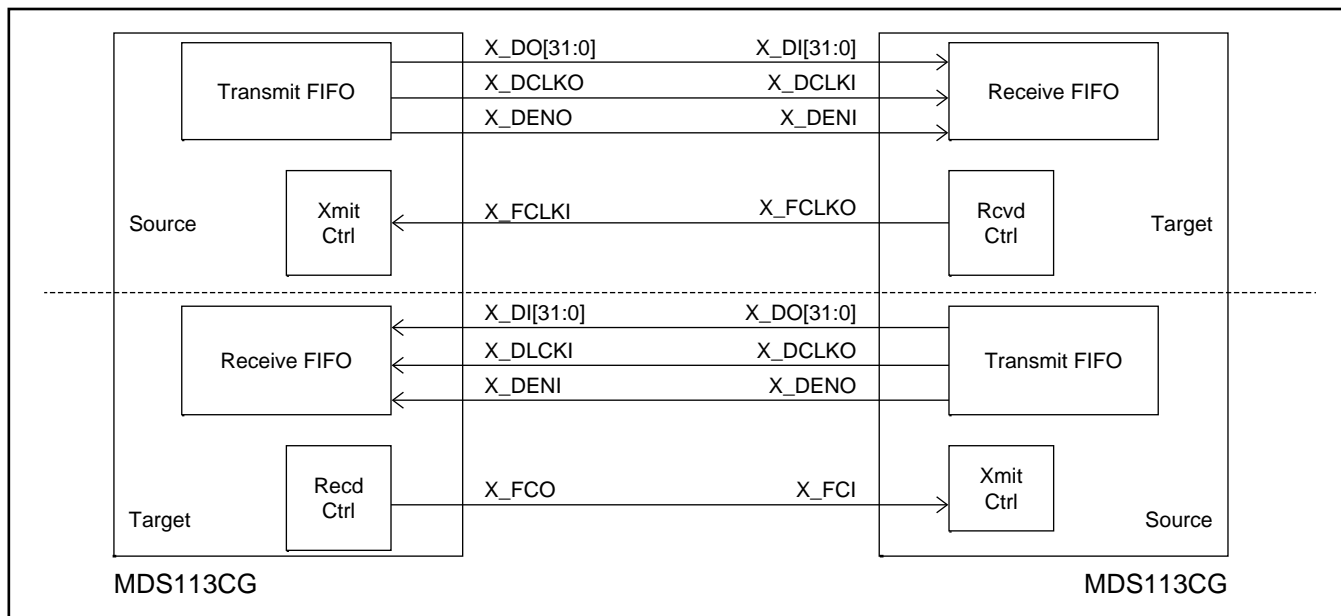 X_DO[31:0] X_DI[31:0]
Transmit FIFO X_DCLKO X_DCLKI Receive FIFO
X_DENO X_DENI
Source Xmit Ctrl X_FCLKI X_FCLKO Rcvd Ctrl Target
X_DI[31:0] X_DO[31:0]
Receive FIFO X_DLCKI X_DCLKO Transmit FIFO
X_DENI X_DENO
Target Recd Ctrl X_FCO X_FCI Xmit Ctrl Source
MDS113CG MDS113CG